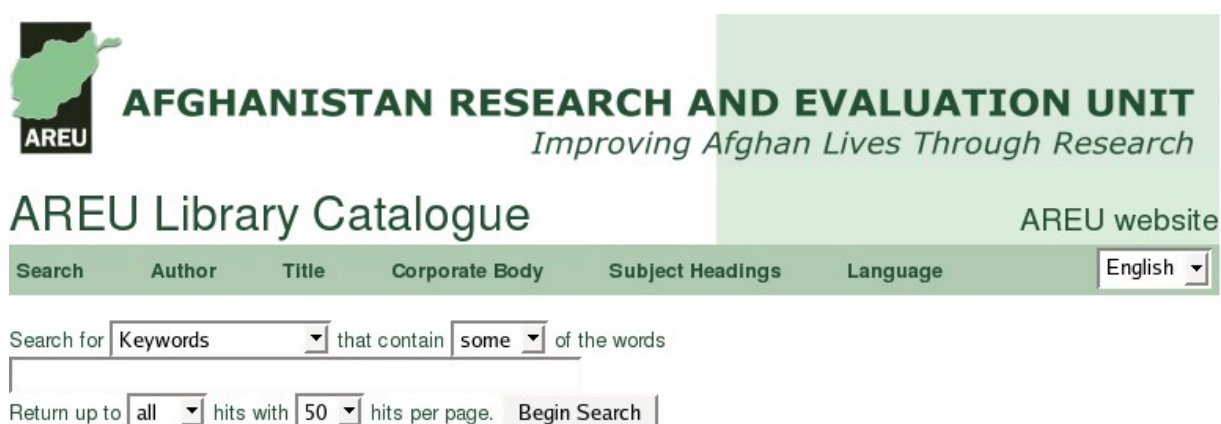 AREU
AFGHANISTAN RESEARCH AND EVALUATION UNIT
Improving Afghan Lives Through Research
AREU Library Catalogue AREU website
Search Author Title Corporate Body Subject Headings Language English
Search for Keywords that contain some of the words
Return up to all hits with 50 hits per page. Begin Search